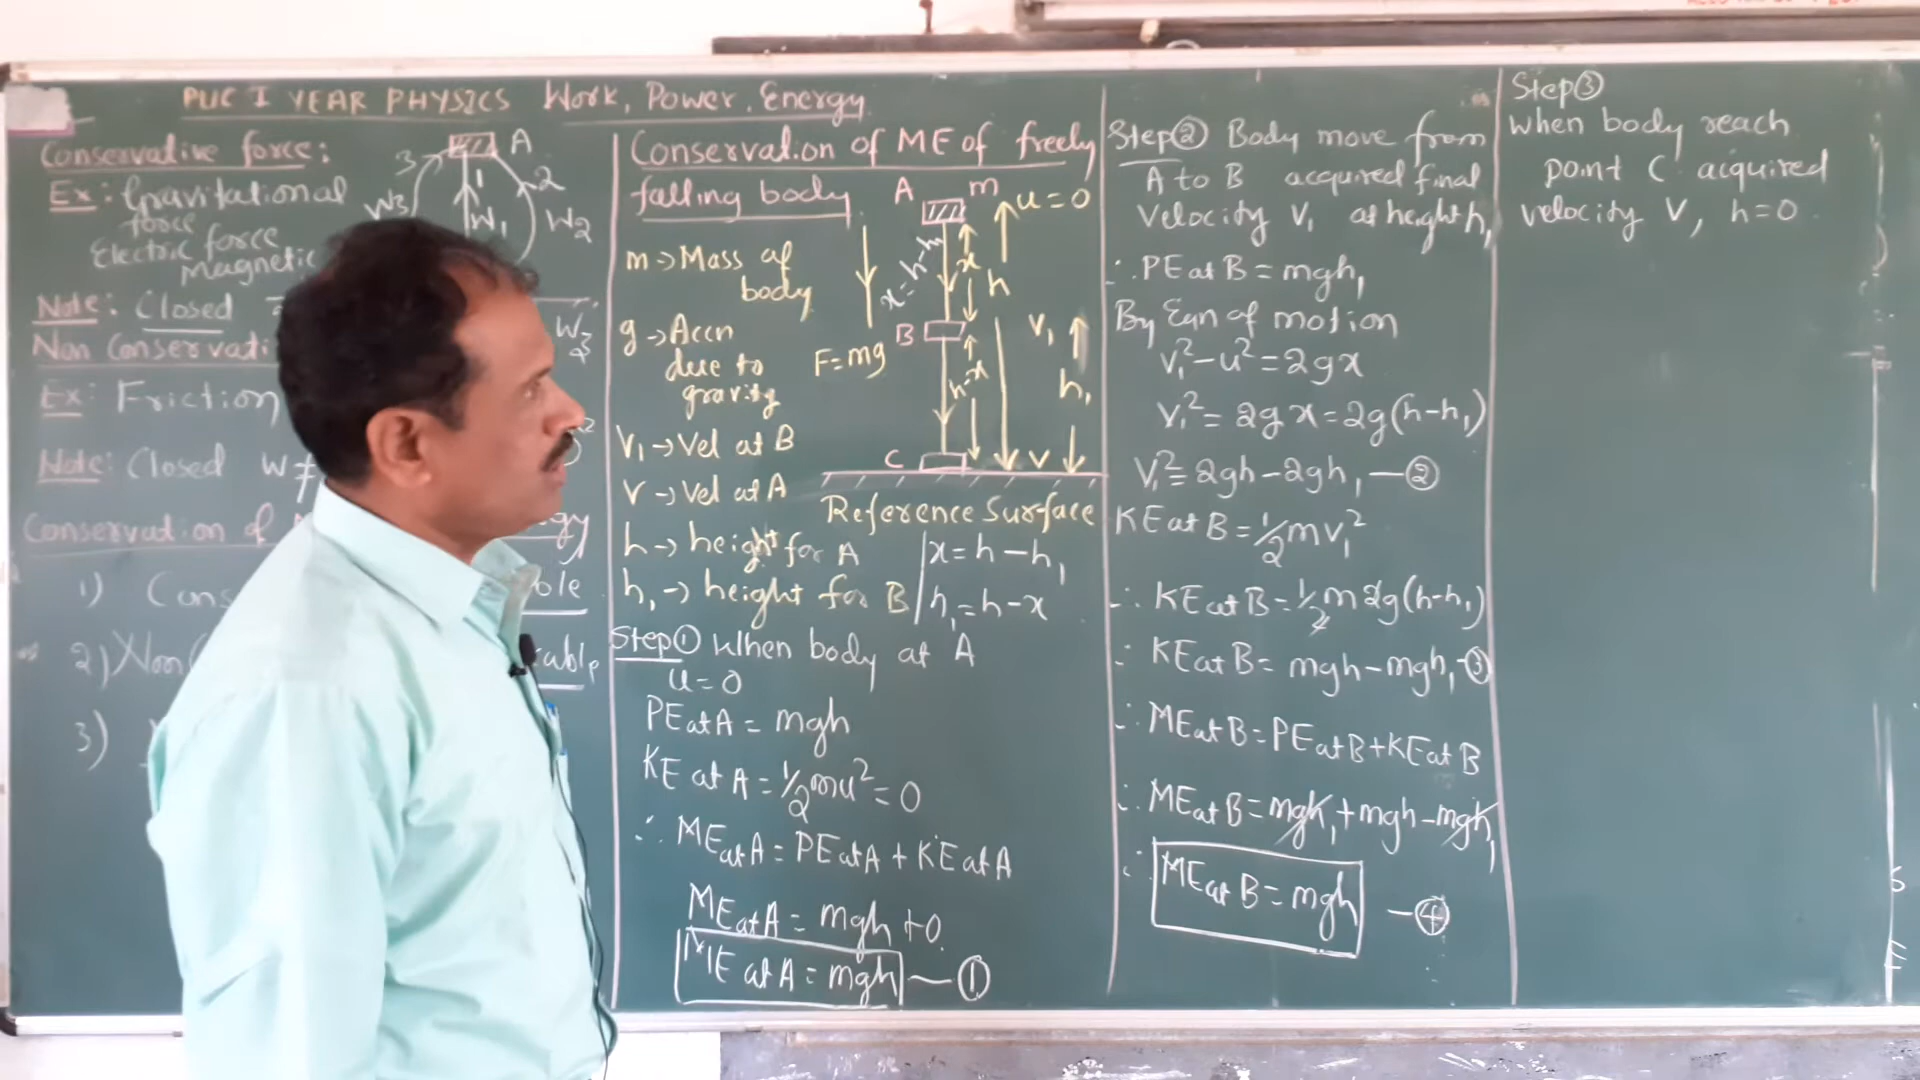 PUC I YEAR PHYSICS Work, Power, Energy
Conservative force:
Ex: Gravitational
force
Electric force
Magnetic
3 1 A 2
W3 W1 W2
Note: Closed
Non Conservati
W3
Ex: Friction
Note: Closed W≠
Conservation of
1) Cons
2) Non
3)
Conservation of ME of freely
falling body
A m u=0
m→Mass of
body
x=h-h1
x
h
g→Accn
due to
gravity
F=mg
B
V1
h-x
h1
V1→Vel at B
V→Vel at A
C V
Reference Surface
h→height for A
h1→height for B
x=h-h1
h1=h-x
Step① When body at A
u=0
PE at A = mgh
KE at A = 1/2mu²=0
∴ ME at A = PE at A + KE at A
ME at A = mgh+0
ME at A = mgh —①
Step② Body move from
A to B acquired final
Velocity V1 at height h1
∴ PE at B = mgh1
By Eqn of motion
V1²-u²=2gx
V1²=2gx=2g(h-h1)
V1²=2gh-2gh1 —②
KE at B = 1/2mV1²
∴ KE at B = 1/2m2g(h-h1)
∴ KE at B = mgh-mgh1 -③
∴ ME at B = PE at B + KE at B
∴ ME at B = mgh1+mgh-mgh1
∴ ME at B = mgh —④
Step③
When body reach
point C acquired
velocity V, h=0